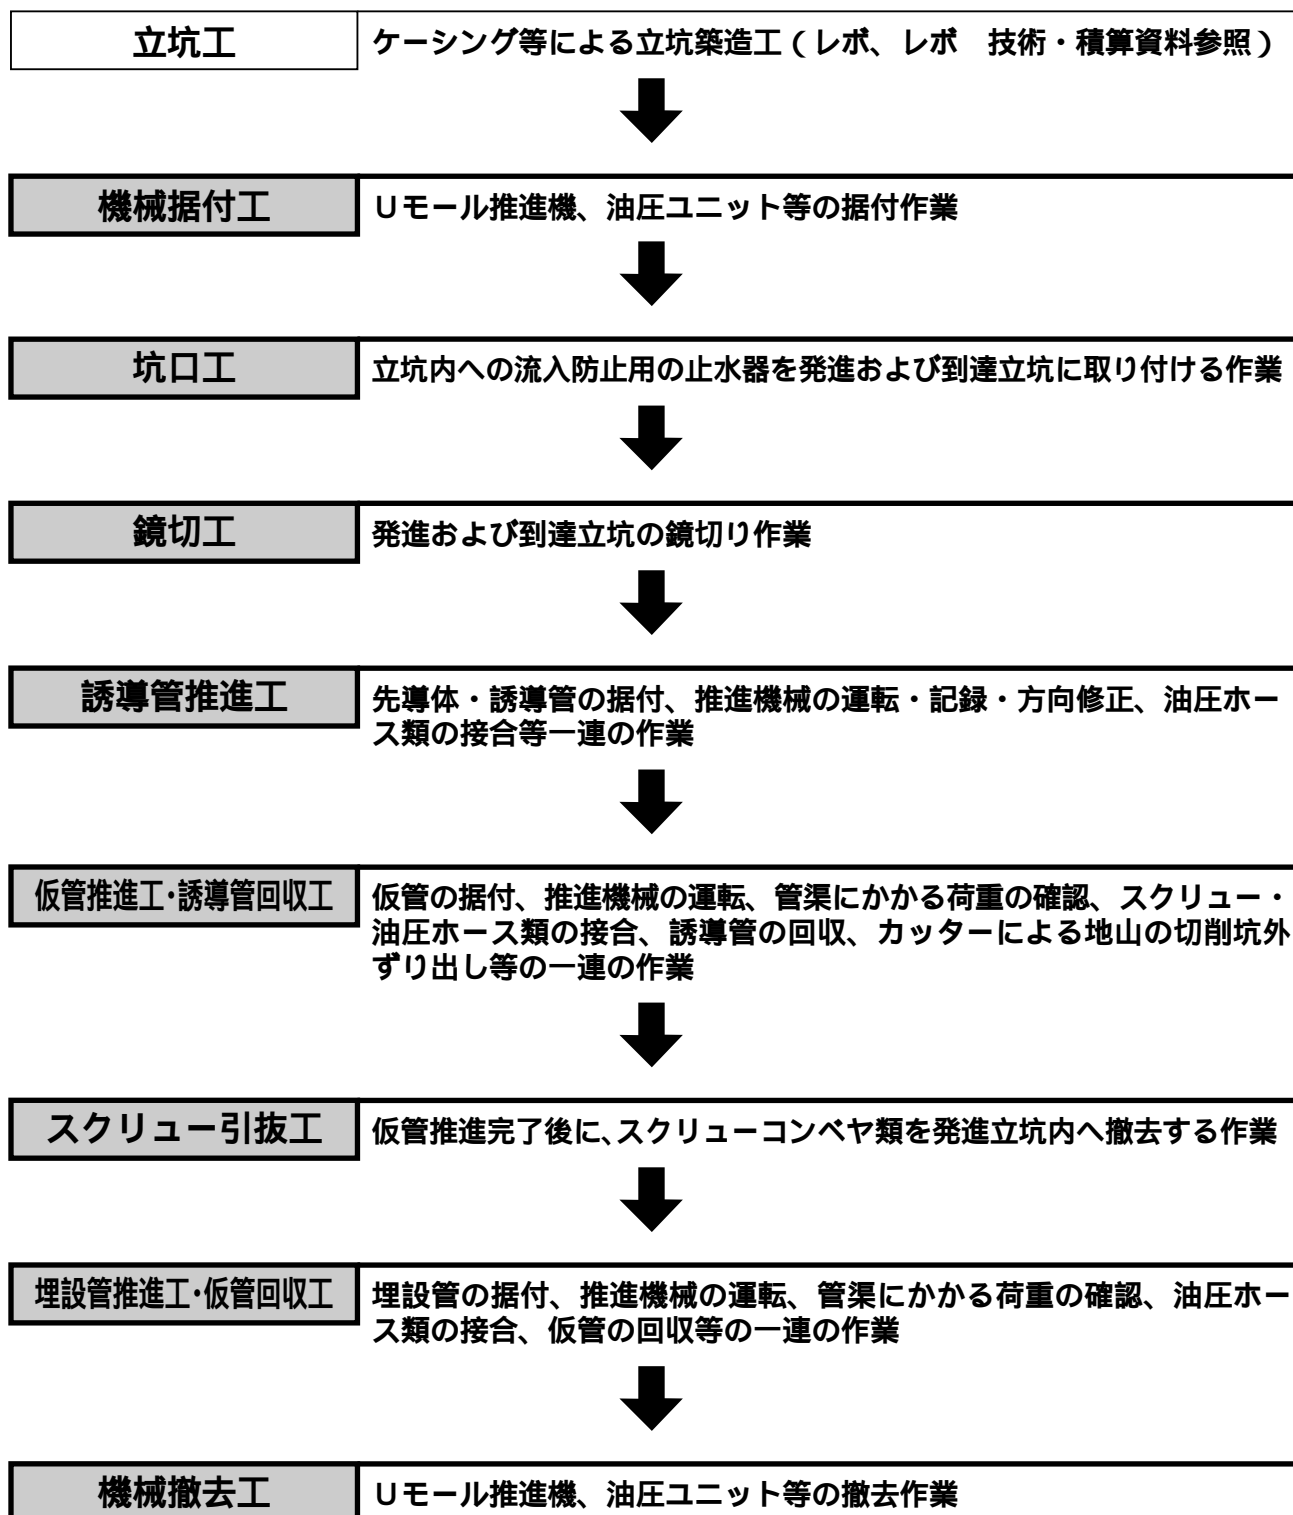 立坑工
ケーシング等による立坑築造工（レボ、レボ　技術・積算資料参照）
機械据付工
Ｕモール推進機、油圧ユニット等の据付作業
坑口工
立坑内への流入防止用の止水器を発進および到達立坑に取り付ける作業
鏡切工
発進および到達立坑の鏡切り作業
誘導管推進工
先導体・誘導管の据付、推進機械の運転・記録・方向修正、油圧ホー
ス類の接合等一連の作業
仮管推進工・誘導管回収工
仮管の据付、推進機械の運転、管渠にかかる荷重の確認、スクリュー・
油圧ホース類の接合、誘導管の回収、カッターによる地山の切削坑外
ずり出し等の一連の作業
スクリュー引抜工
仮管推進完了後に、スクリューコンベヤ類を発進立坑内へ撤去する作業
埋設管推進工・仮管回収工
埋設管の据付、推進機械の運転、管渠にかかる荷重の確認、油圧ホー
ス類の接合、仮管の回収等の一連の作業
機械撤去工
Ｕモール推進機、油圧ユニット等の撤去作業